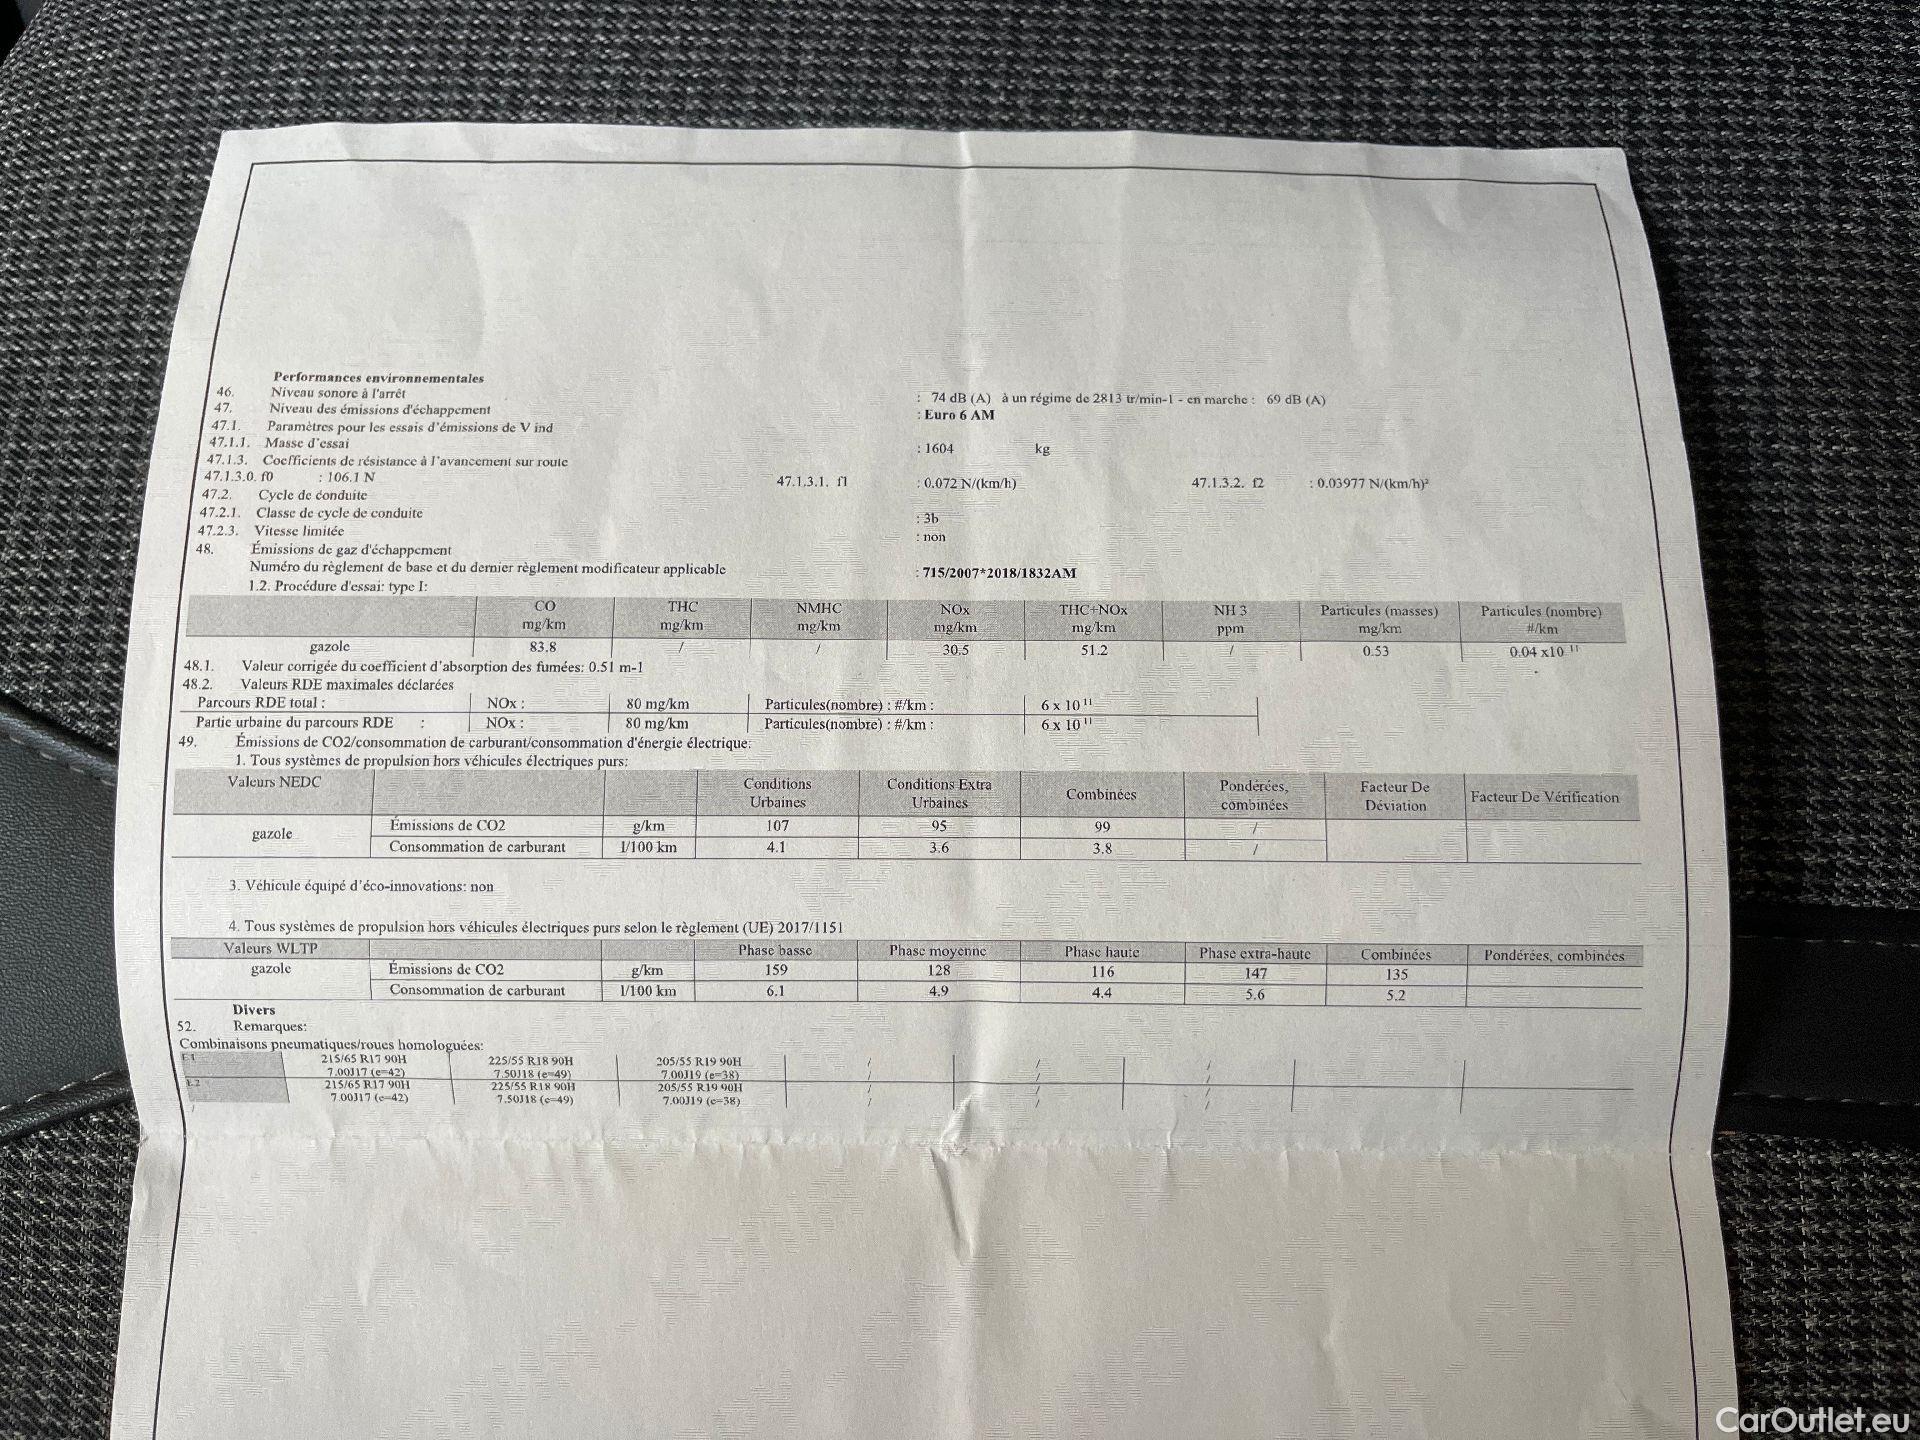 Performances environnementales
46. Niveau sonore à l'arrêt : 74 dB (A) à un régime de 2813 tr/min-1 - en marche : 69 dB (A)
47. Niveau des émissions d'échappement : Euro 6 AM
47.1. Paramètres pour les essais d'émissions de V ind
47.1.1. Masse d'essai : 1604 kg
47.1.3. Coefficients de résistance à l'avancement sur route
47.1.3.0. f0 : 106.1 N 47.1.3.1. f1 : 0.072 N/(km/h) 47.1.3.2. f2 : 0.03977 N/(km/h)²
47.2. Cycle de conduite
47.2.1. Classe de cycle de conduite : 3b
47.2.3. Vitesse limitée : non
48. Émissions de gaz d'échappement
Numéro du règlement de base et du dernier règlement modificateur applicable : 715/2007*2018/1832AM
1.2. Procédure d'essai: type I:
CO THC NMHC NOx THC+NOx NH 3 Particules (masses) Particules (nombre)
mg/km mg/km mg/km mg/km mg/km ppm mg/km #/km
gazole 83.8 / / 30.5 51.2 / 0.53 0.04 x10 11
48.1. Valeur corrigée du coefficient d'absorption des fumées: 0.51 m-1
48.2. Valeurs RDE maximales déclarées
Parcours RDE total : NOx : 80 mg/km Particules(nombre) : #/km : 6 x 10 11
Partie urbaine du parcours RDE : NOx : 80 mg/km Particules(nombre) : #/km : 6 x 10 11
49. Émissions de CO2/consommation de carburant/consommation d'énergie électrique:
1. Tous systèmes de propulsion hors véhicules électriques purs:
Valeurs NEDC Conditions Urbaines Conditions Extra Urbaines Combinées Pondérées, combinées Facteur De Déviation Facteur De Vérification
gazole Émissions de CO2 g/km 107 95 99 /
Consommation de carburant l/100 km 4.1 3.6 3.8 /
3. Véhicule équipé d'éco-innovations: non
4. Tous systèmes de propulsion hors véhicules électriques purs selon le règlement (UE) 2017/1151
Valeurs WLTP Phase basse Phase moyenne Phase haute Phase extra-haute Combinées Pondérées, combinées
gazole Émissions de CO2 g/km 159 128 116 147 135
Consommation de carburant l/100 km 6.1 4.9 4.4 5.6 5.2
Divers
52. Remarques:
Combinaisons pneumatiques/roues homologuées:
E1 215/65 R17 90H 225/55 R18 90H 205/55 R19 90H / / /
7.00J17 (e=42) 7.50J18 (e=49) 7.00J19 (e=38) / / /
E2 215/65 R17 90H 225/55 R18 90H 205/55 R19 90H / / /
7.00J17 (e=42) 7.50J18 (e=49) 7.00J19 (e=38) / / /
/
CarOutlet.eu